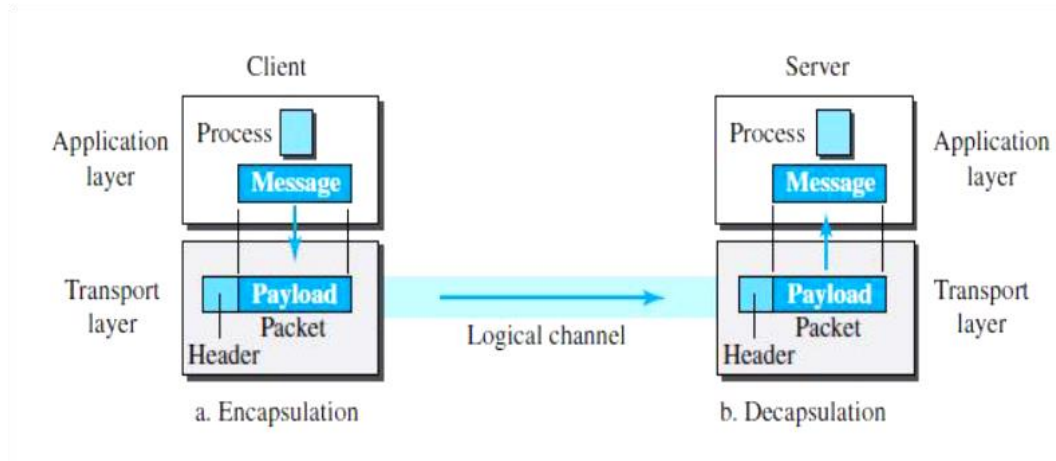 Client
Server
Process
Process
Application
layer
Application
layer
Message
Message
Transport
layer
Payload
Packet
Header
Logical channel
Payload
Packet
Header
Transport
layer
a. Encapsulation
b. Decapsulation